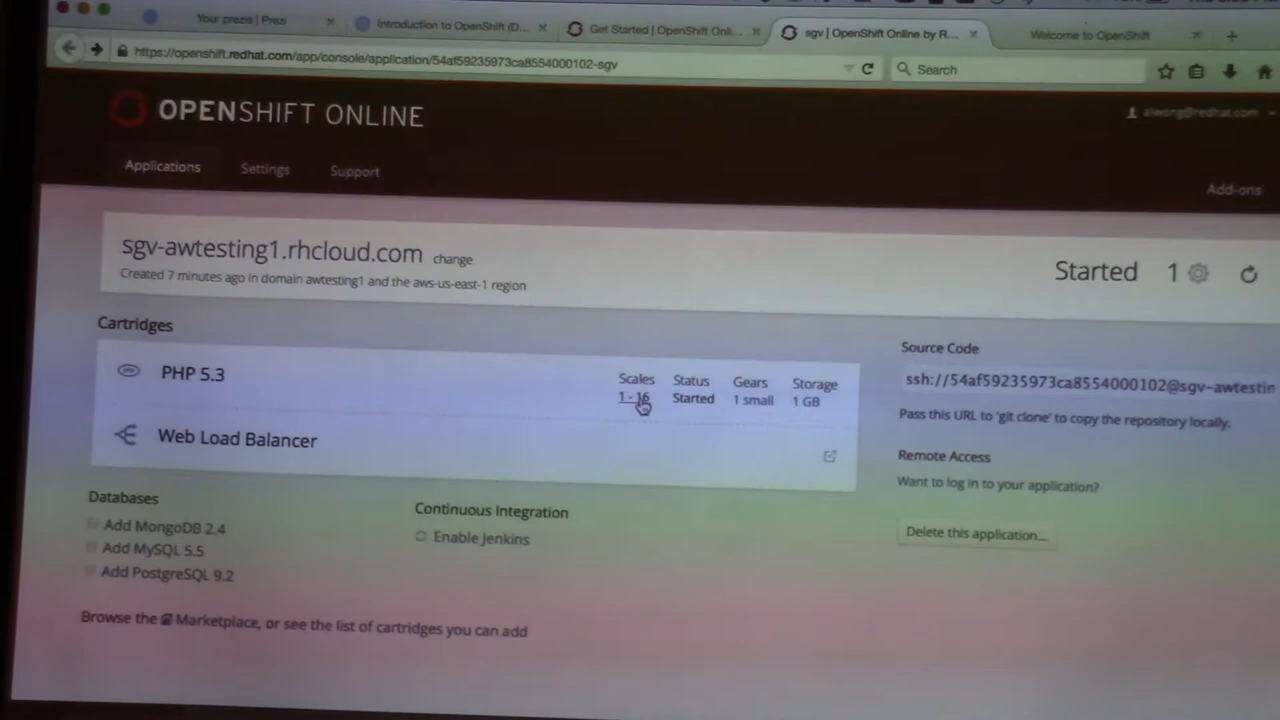 Your prezis | Prezi
Introduction to OpenShift (D...
Get Started | OpenShift Onli...
sgv | OpenShift Online by R...
Welcome to OpenShift
https://openshift.redhat.com/app/console/application/54af59235973ca8554000102-sgv
Search
OPENSHIFT ONLINE
Applications
Settings
Support
Add-ons
sgv-awtesting1.rhcloud.com change
Created 7 minutes ago in domain awtesting1 and the aws-us-east-1 region
Started 1
Cartridges
PHP 5.3
Scales Status Gears Storage
1 - 16 Started 1 small 1 GB
Web Load Balancer
Source Code
ssh://54af59235973ca8554000102@sgv-awtestin
Pass this URL to 'git clone' to copy the repository locally.
Remote Access
Want to log in to your application?
Delete this application...
Databases
Add MongoDB 2.4
Add MySQL 5.5
Add PostgreSQL 9.2
Continuous Integration
Enable Jenkins
Browse the Marketplace, or see the list of cartridges you can add